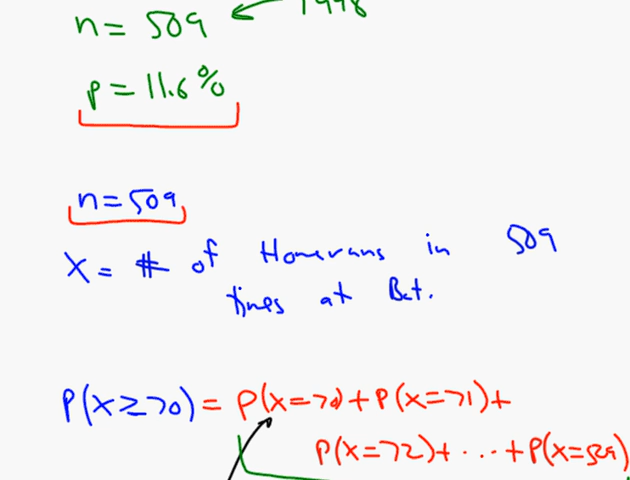 n = 509 ← 1998
p = 11.6%
n = 509
X = # of Homeruns in 509
times at Bat.
P(X≥70) = P(X=70) + P(X=71) +
P(X=72) + ... + P(X=509)